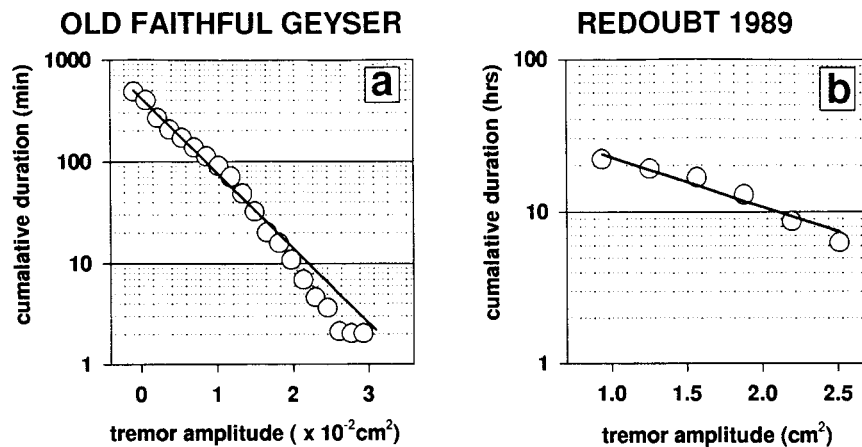 OLD FAITHFUL GEYSER
a
cumalative duration (min)
1000
100
10
1
0 1 2 3
tremor amplitude ( x 10⁻²cm²)
REDOUBT 1989
b
cumalative duration (hrs)
100
10
1
1.0 1.5 2.0 2.5
tremor amplitude (cm²)